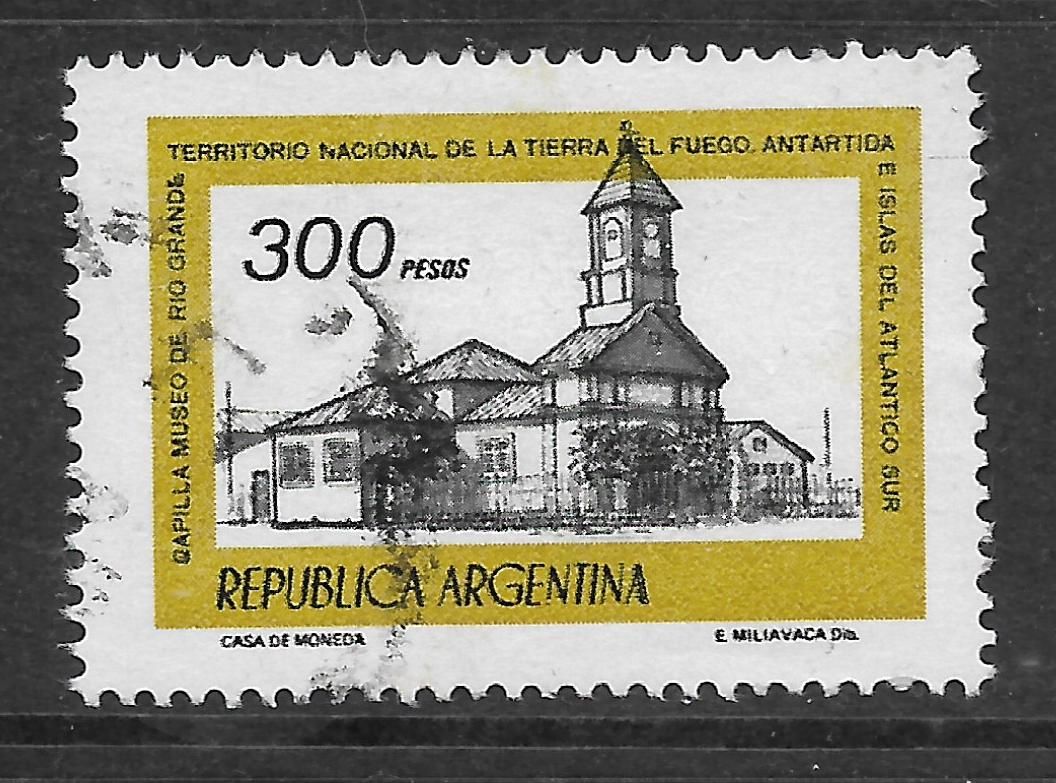 CAPILLA MUSEO DE RIO GRANDE
TERRITORIO NACIONAL DE LA TIERRA DEL FUEGO, ANTARTIDA
E ISLAS DEL ATLANTICO SUR
300 PESOS
REPUBLICA ARGENTINA
CASA DE MONEDA
E. MILIAVACA Dis.